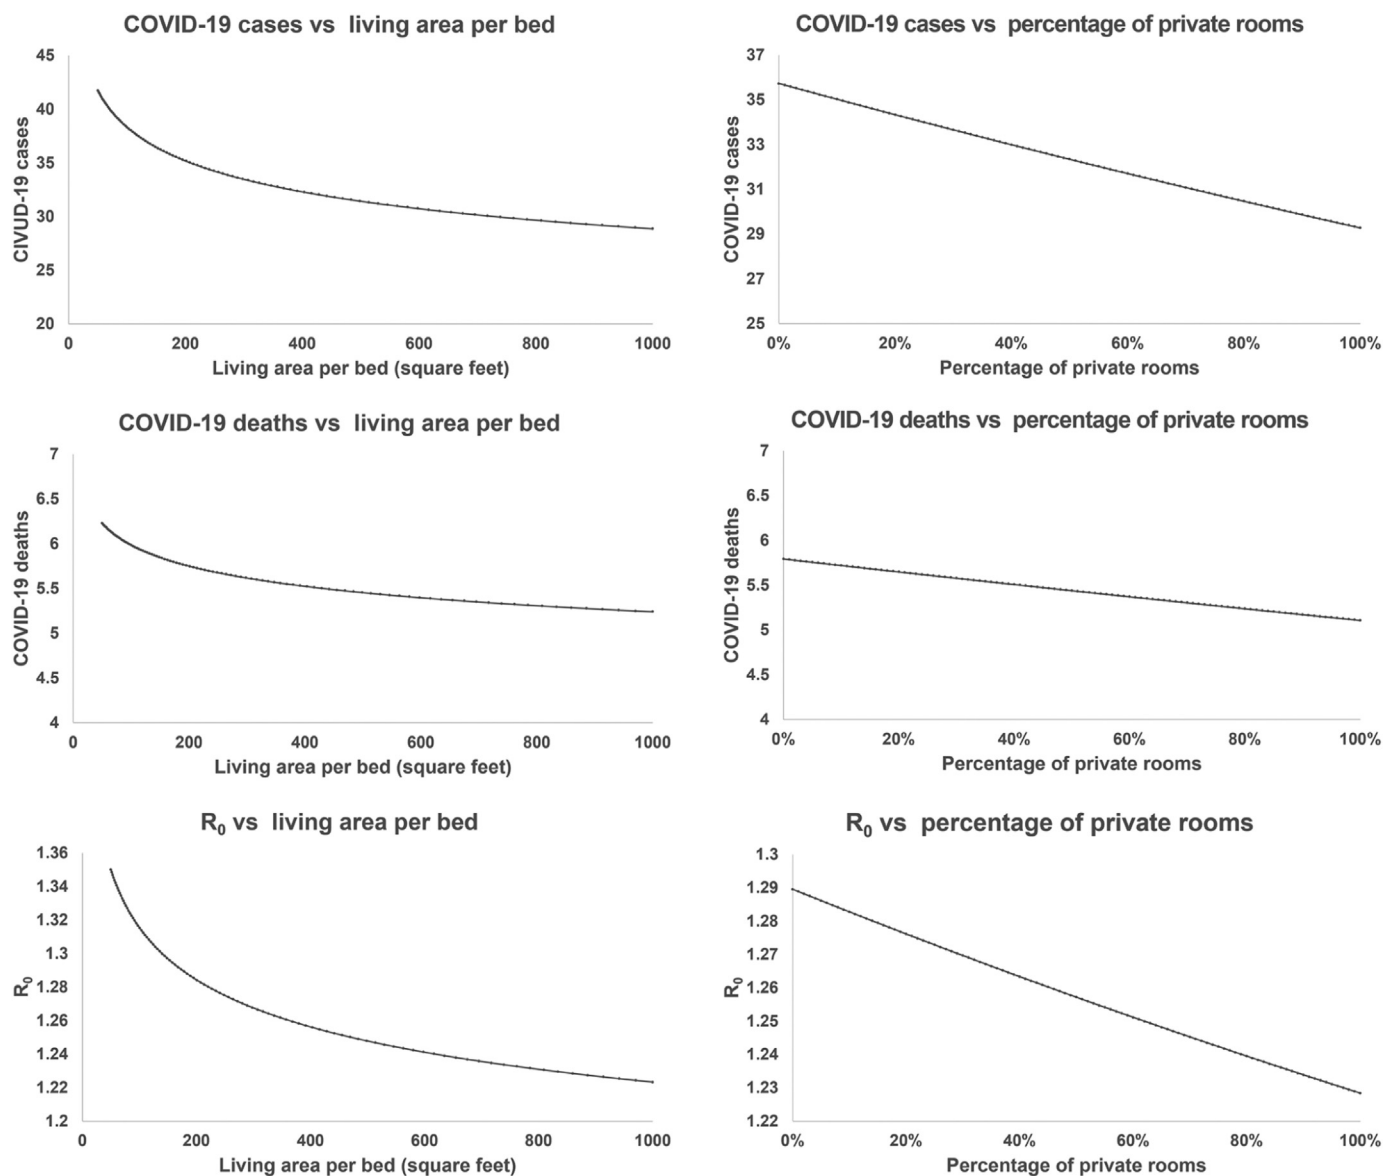 COVID-19 cases vs living area per bed
45
40
35
30
25
20
CIVUD-19 cases
0 200 400 600 800 1000
Living area per bed (square feet)
COVID-19 cases vs percentage of private rooms
37
35
33
31
29
27
25
COVID-19 cases
0% 20% 40% 60% 80% 100%
Percentage of private rooms
COVID-19 deaths vs living area per bed
7
6.5
6
5.5
5
4.5
4
COVID-19 deaths
0 200 400 600 800 1000
Living area per bed (square feet)
COVID-19 deaths vs percentage of private rooms
7
6.5
6
5.5
5
4.5
4
COVID-19 deaths
0% 20% 40% 60% 80% 100%
Percentage of private rooms
R₀ vs living area per bed
1.36
1.34
1.32
1.3
1.28
1.26
1.24
1.22
1.2
R₀
0 200 400 600 800 1000
Living area per bed (square feet)
R₀ vs percentage of private rooms
1.3
1.29
1.28
1.27
1.26
1.25
1.24
1.23
1.22
R₀
0% 20% 40% 60% 80% 100%
Percentage of private rooms